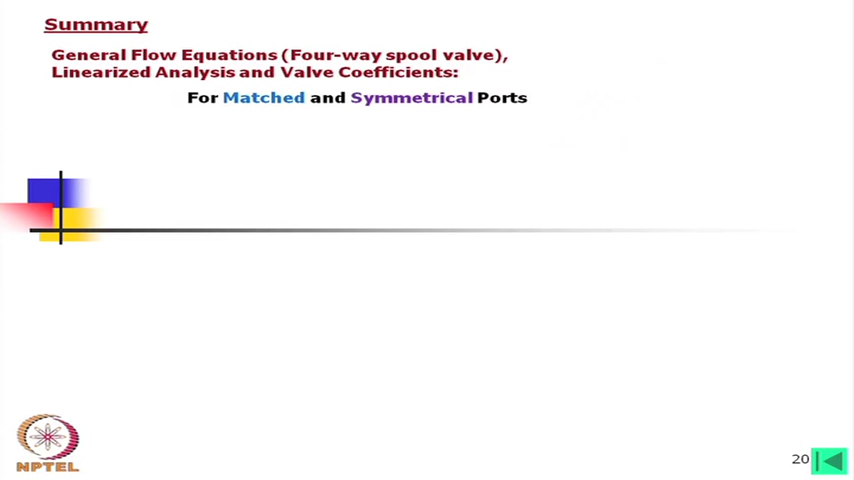 Summary
General Flow Equations (Four-way spool valve),
Linearized Analysis and Valve Coefficients:
For Matched and Symmetrical Ports
NPTEL
20